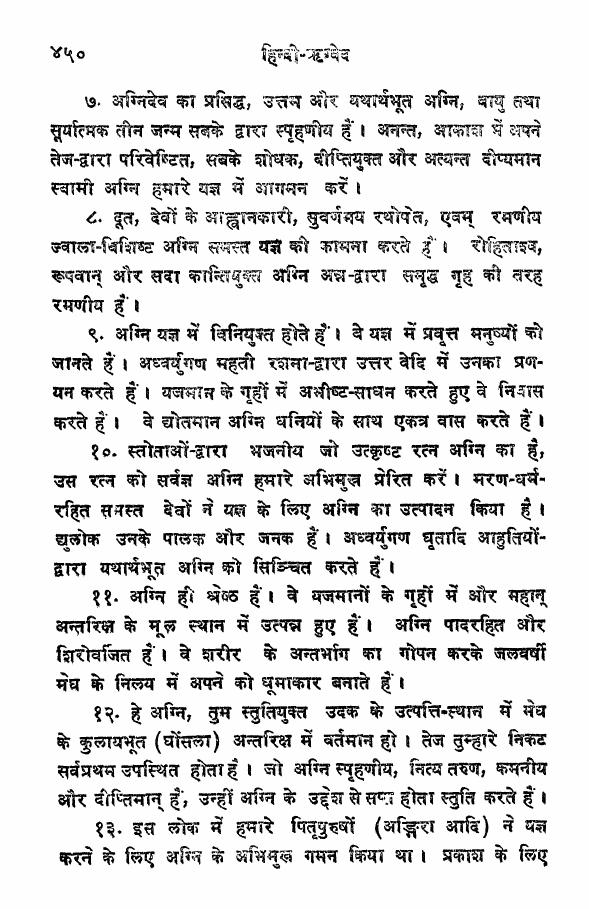 ४५० हिन्दी-ऋग्वेद
७. अग्निदेव का प्रसिद्ध, उत्तम और यथार्थभूत अग्नि, वायु तथा
सूर्यात्मक तीन जन्म सबके द्वारा स्पृहणीय हैं। अनन्त, आकाश में अपने
तेज-द्वारा परिवेष्टित, सबके शोधक, दीप्तियुक्त और अत्यन्त दीप्यमान
स्वामी अग्नि हमारे यज्ञ में आगमन करें।
८. दूत, देवों के आह्वानकारी, सुवर्णमय रथोपेत, एवम् रमणीय
ज्वाला-विशिष्ट अग्नि समस्त यज्ञ की कामना करते हैं। रोहिताश्व,
रूपवान् और सदा कान्तियुक्त अग्नि अन्न-द्वारा समृद्ध गृह की तरह
रमणीय हैं।
९. अग्नि यज्ञ में विनियुक्त होते हैं। वे यज्ञ में प्रवृत्त मनुष्यों को
जानते हैं। अध्वर्युगण महती रशना-द्वारा उत्तर वेदि में उनका प्रण-
यन करते हैं। यजमान के गृहों में अभीष्ट-साधन करते हुए वे निवास
करते हैं। वे द्योतमान अग्नि धनियों के साथ एकत्र वास करते हैं।
१०. स्तोताओं-द्वारा भजनीय जो उत्कृष्ट रत्न अग्नि का है,
उस रत्न को सर्वज्ञ अग्नि हमारे अभिमुख प्रेरित करें। मरण-धर्म-
रहित समस्त देवों ने यज्ञ के लिए अग्नि का उत्पादन किया है।
द्युलोक उनके पालक और जनक हैं। अध्वर्युगण घृतादि आहुतियों-
द्वारा यथार्थभूत अग्नि को सिञ्चित करते हैं।
११. अग्नि ही श्रेष्ठ हैं। वे यजमानों के गृहों में और महान्
अन्तरिक्ष के मूल स्थान में उत्पन्न हुए हैं। अग्नि पादरहित और
शिरोवर्जित हैं। वे शरीर के अन्तर्भाग का गोपन करके जलवर्षी
मेघ के निलय में अपने को धूमाकार बनाते हैं।
१२. हे अग्नि, तुम स्तुतियुक्त उदक के उत्पत्ति-स्थान में मेघ
के कुलायभूत (घोंसला) अन्तरिक्ष में वर्तमान हो। तेज तुम्हारे निकट
सर्वप्रथम उपस्थित होता है। जो अग्नि स्पृहणीय, नित्य तरुण, कमनीय
और दीप्तिमान् हैं, उन्हीं अग्नि के उद्देश से सप्त होता स्तुति करते हैं।
१३. इस लोक में हमारे पितृपुरुषों (अङ्गिरा आदि) ने यज्ञ
करने के लिए अग्नि के अभिमुख गमन किया था। प्रकाश के लिए